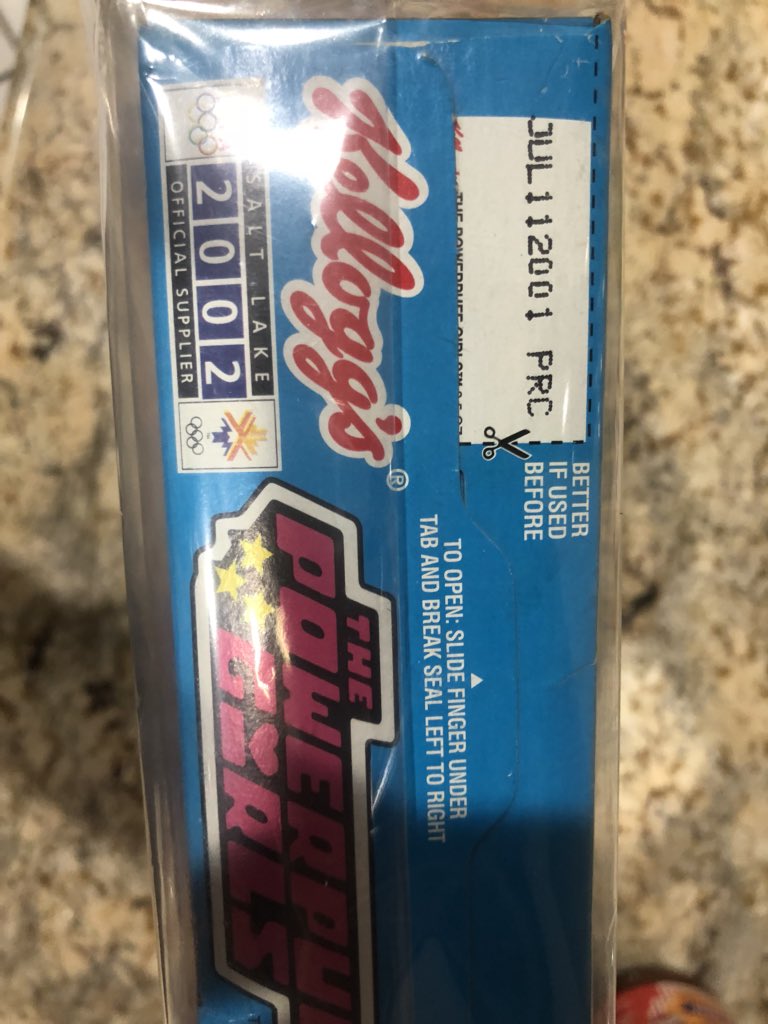 JUL112001 PRC
BETTER
IF USED
BEFORE
TO OPEN: SLIDE FINGER UNDER
TAB AND BREAK SEAL LEFT TO RIGHT
Kellogg's®
SALT LAKE
2002
OFFICIAL SUPPLIER
THE
POWERPU
GIRLS